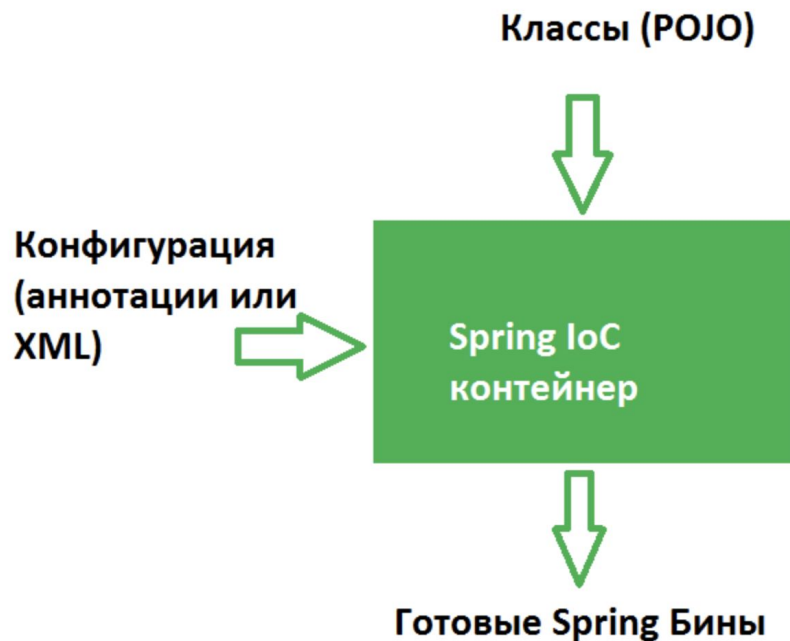 Классы (POJO)
Конфигурация
(аннотации или
XML)
Spring IoC
контейнер
Готовые Spring Бины